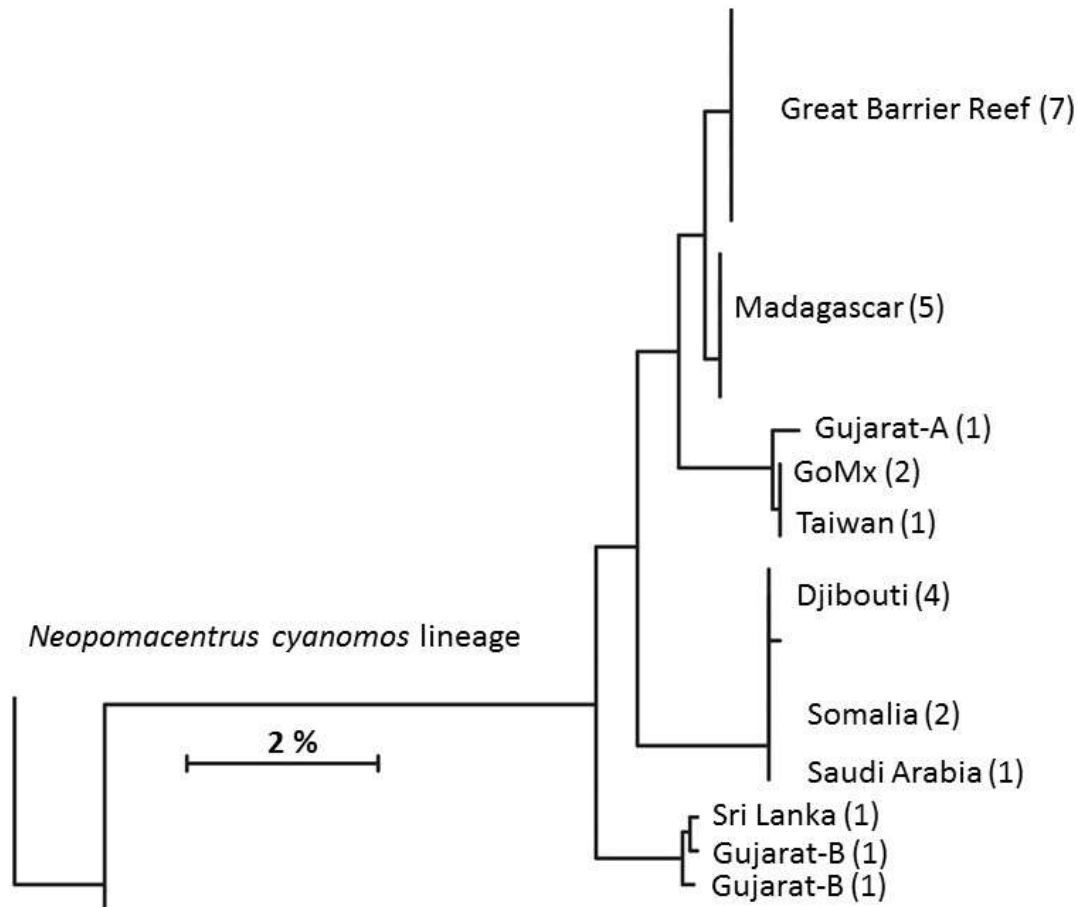 Great Barrier Reef (7)
Madagascar (5)
Gujarat-A (1)
GoMx (2)
Taiwan (1)
Djibouti (4)
Neopomacentrus cyanomos lineage
Somalia (2)
2 %
Saudi Arabia (1)
Sri Lanka (1)
Gujarat-B (1)
Gujarat-B (1)